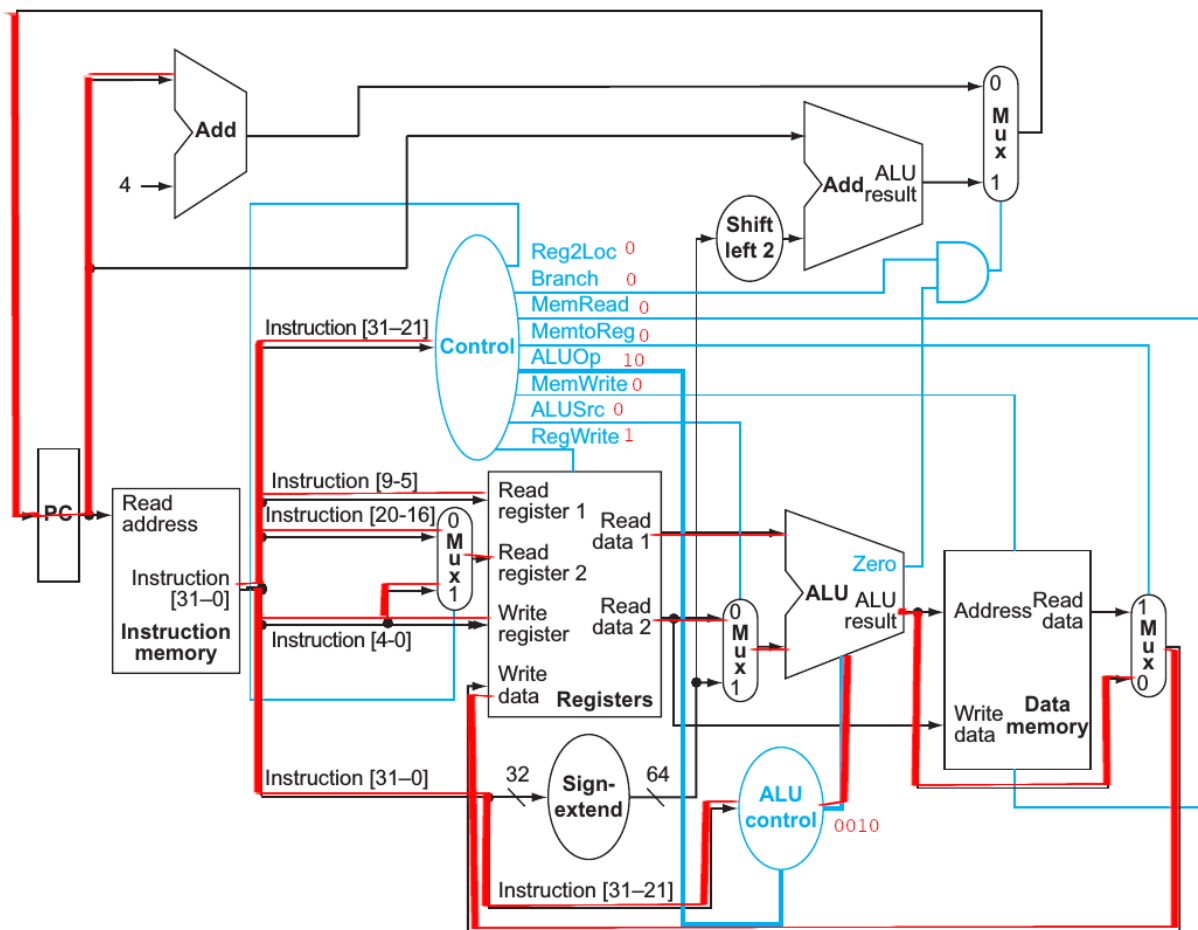 Add
4
0
Mux
1
Add
ALU
result
Shift
left 2
Reg2Loc 0
Branch 0
MemRead 0
MemtoReg 0
ALUOp 10
MemWrite 0
ALUSrc 0
RegWrite 1
Control
Instruction [31–21]
PC
Read
address
Instruction
[31–0]
Instruction
memory
Instruction [9-5]
Instruction [20-16]
Instruction [4-0]
0
Mux
1
Read
register 1
Read
register 2
Write
register
Write
data
Read
data 1
Read
data 2
Registers
0
Mux
1
Zero
ALU
ALU
result
Address
Read
data
Write
data
Data
memory
1
Mux
0
Instruction [31–0]
32
Sign-
extend
64
ALU
control
0010
Instruction [31–21]